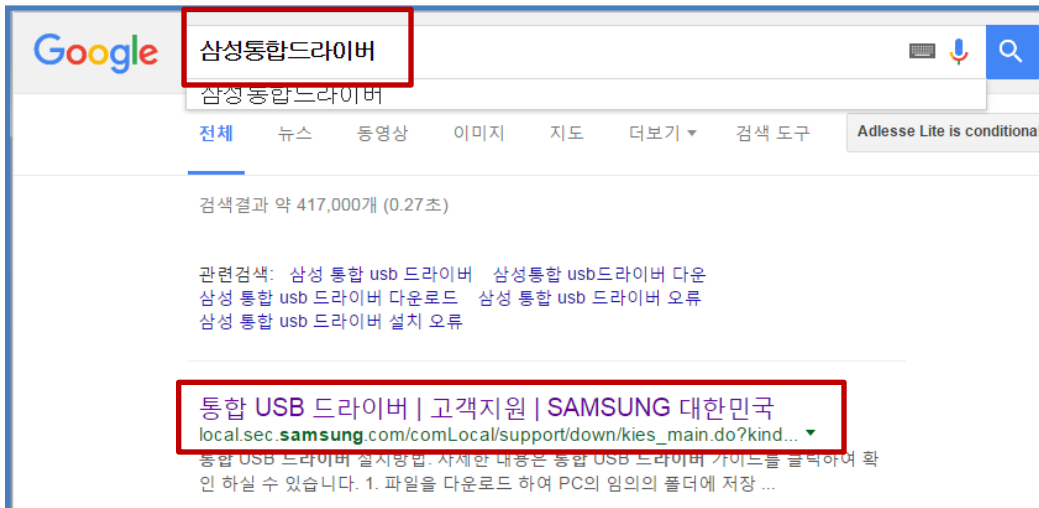 Google
삼성통합드라이버
삼성통합드라이버
전체 뉴스 동영상 이미지 지도 더보기 ▼ 검색 도구 Adlesse Lite is conditiona
검색결과 약 417,000개 (0.27초)
관련검색: 삼성 통합 usb 드라이버 삼성통합 usb드라이버 다운
삼성 통합 usb 드라이버 다운로드 삼성 통합 usb 드라이버 오류
삼성 통합 usb 드라이버 설치 오류
통합 USB 드라이버 | 고객지원 | SAMSUNG 대한민국
local.sec.samsung.com/comLocal/support/down/kies_main.do?kind... ▼
통합 USB 드라이버 설치방법. 자세한 내용은 통합 USB 드라이버 가이드를 클릭하여 확
인 하실 수 있습니다. 1. 파일을 다운로드 하여 PC의 임의의 폴더에 저장 ...